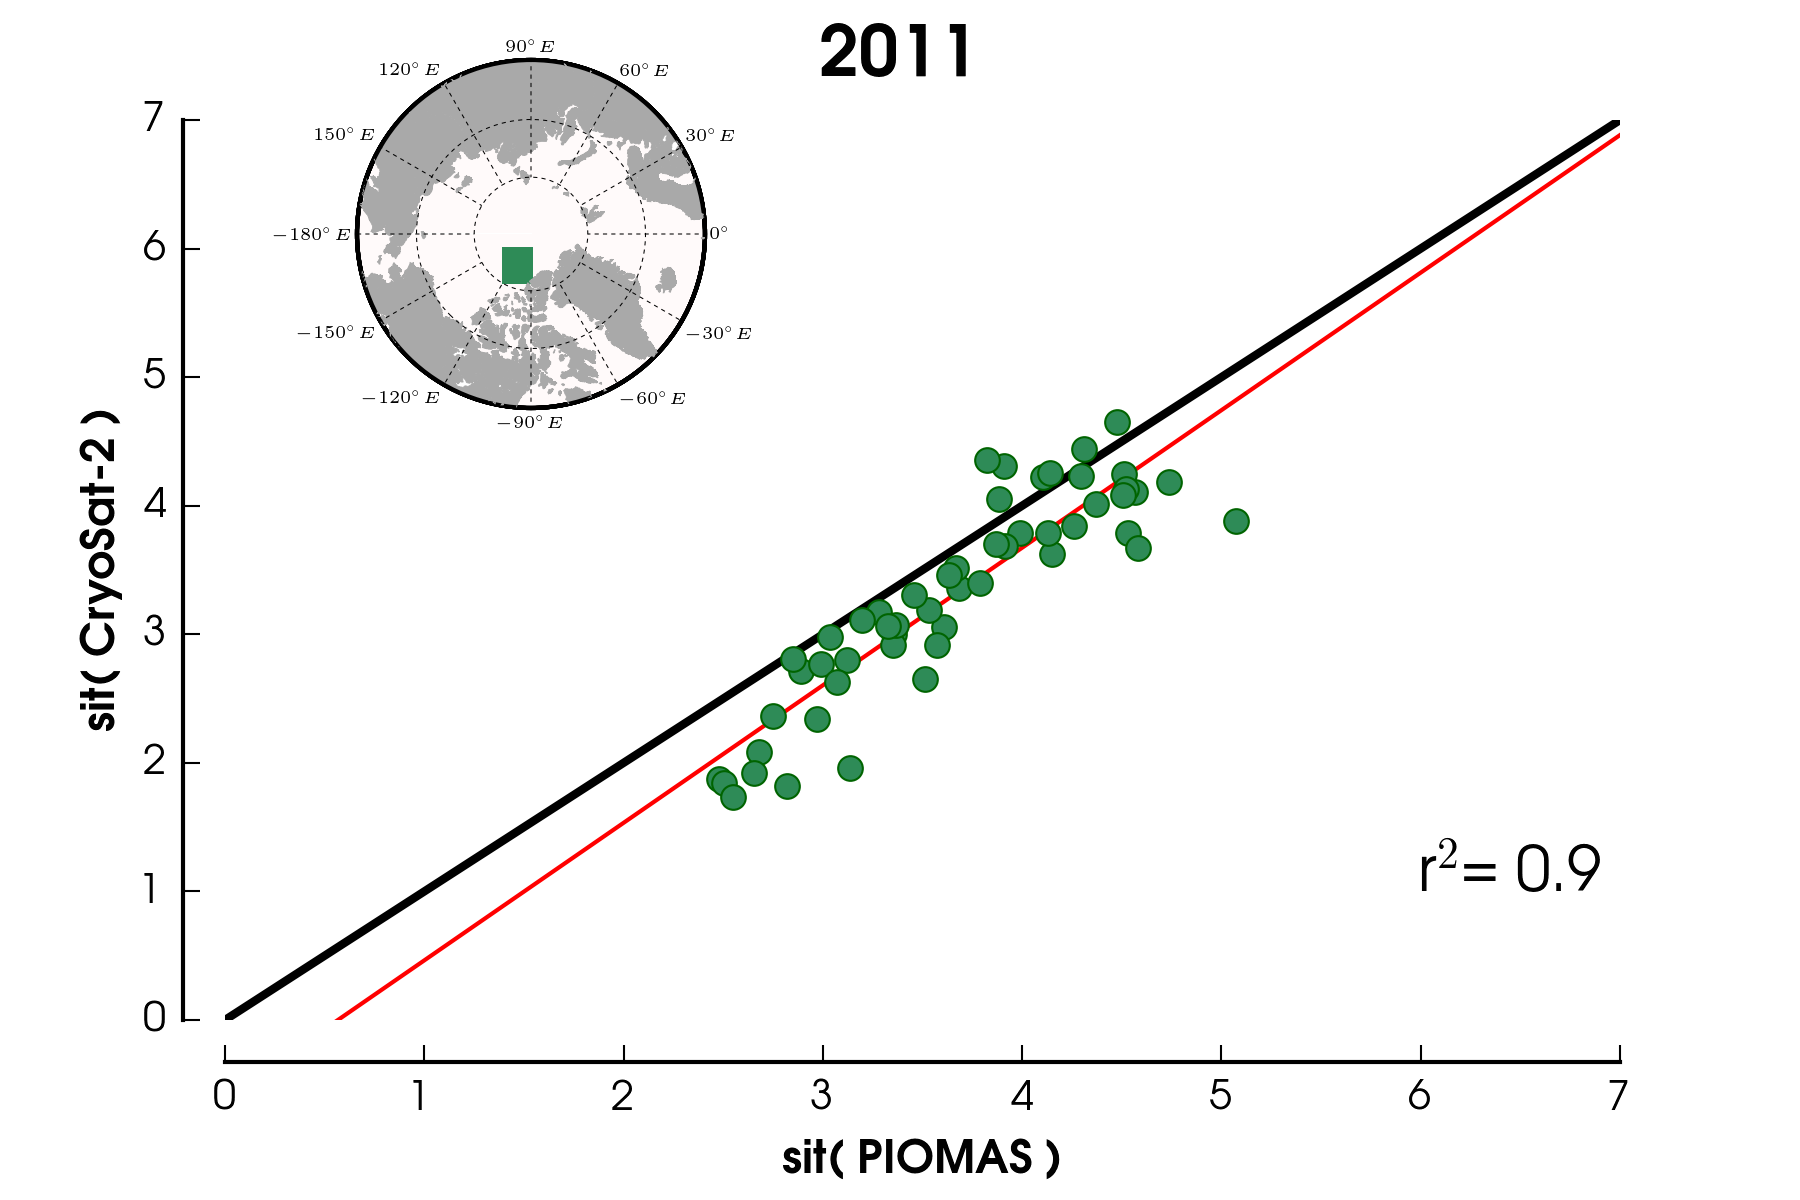 2011
90° E
120° E
60° E
150° E
30° E
−180° E
0°
−150° E
−30° E
−120° E
−60° E
−90° E
7
6
5
4
3
2
1
0
sit( CryoSat-2 )
r²= 0.9
0 1 2 3 4 5 6 7
sit( PIOMAS )